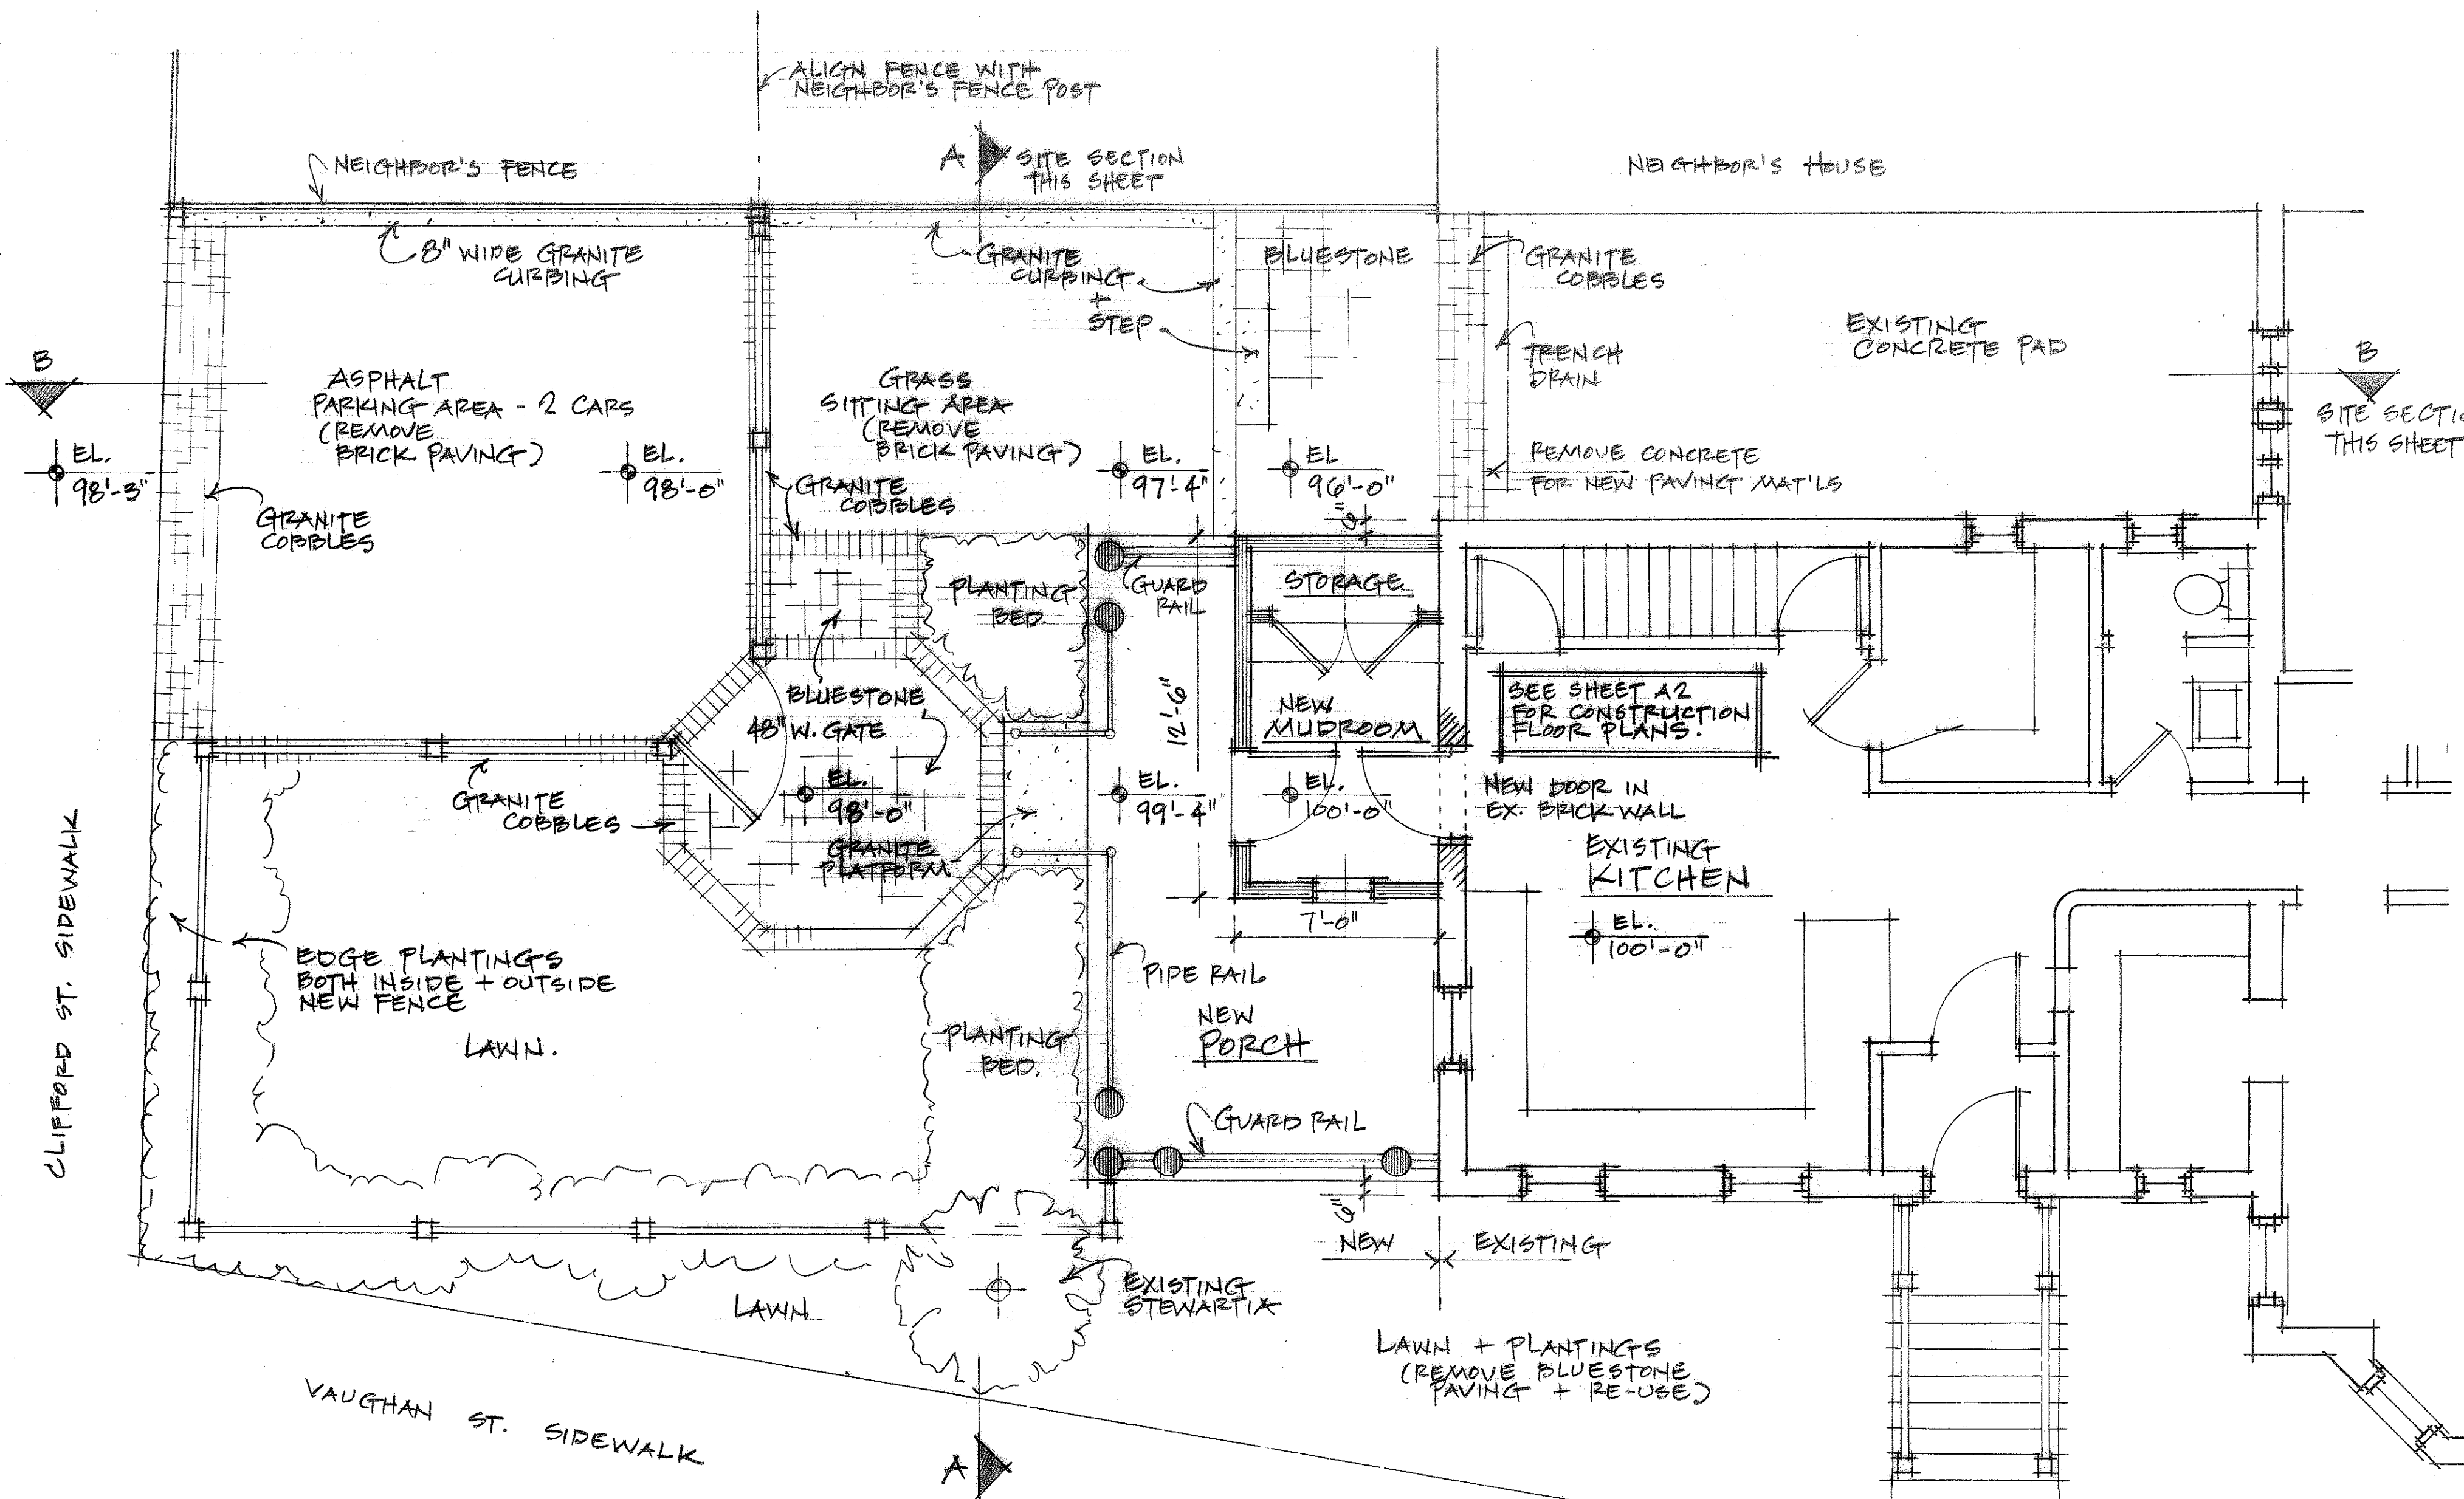 ALIGN FENCE WITH
NEIGHBOR'S FENCE POST
A
SITE SECTION
THIS SHEET
NEIGHBOR'S FENCE
NEIGHBOR'S HOUSE
8" WIDE GRANITE
CURBING
GRANITE
CURBING
+
STEP
BLUESTONE
GRANITE
COBBLES
TRENCH
DRAIN
EXISTING
CONCRETE PAD
B
B
SITE SECTIO
THIS SHEET
ASPHALT
PARKING AREA - 2 CARS
(REMOVE
BRICK PAVING)
GRASS
SITTING AREA
(REMOVE
BRICK PAVING)
EL.
98'-3"
EL.
98'-0"
EL.
97'-4"
EL
96'-0"
REMOVE CONCRETE
FOR NEW PAVING MAT'LS
GRANITE
COBBLES
GRANITE
COBBLES
6"
PLANTING
BED
GUARD
RAIL
STORAGE
BLUESTONE
48" W. GATE
12'-6"
NEW
MUDROOM
SEE SHEET A2
FOR CONSTRUCTION
FLOOR PLANS.
GRANITE
COBBLES
EL.
98'-0"
GRANITE
PLATFORM
EL.
99'-4"
EL.
100'-0"
NEW DOOR IN
EX. BRICK WALL
EXISTING
KITCHEN
EL.
100'-0"
7'-0"
CLIFFORD ST. SIDEWALK
EDGE PLANTINGS
BOTH INSIDE + OUTSIDE
NEW FENCE
LAWN.
PLANTING
BED.
PIPE RAIL
NEW
PORCH
GUARD RAIL
6"
NEW
EXISTING
EXISTING
STEWARTIA
LAWN
LAWN + PLANTINGS
(REMOVE BLUESTONE
PAVING + RE-USE)
VAUGHAN ST. SIDEWALK
A